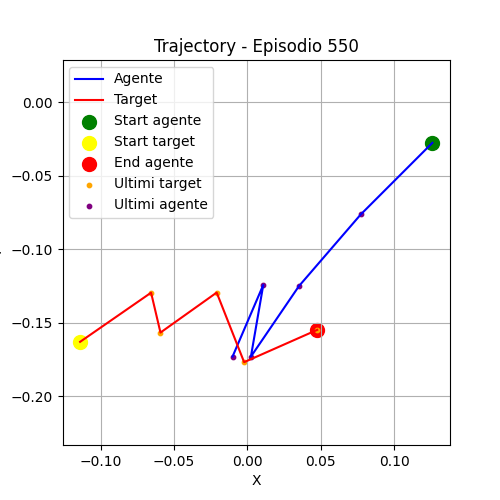 Trajectory - Episodio 550
Agente
Target
Start agente
Start target
End agente
Ultimi target
Ultimi agente
0.00
−0.05
−0.10
−0.15
−0.20
−0.10
−0.05
0.00
0.05
0.10
X